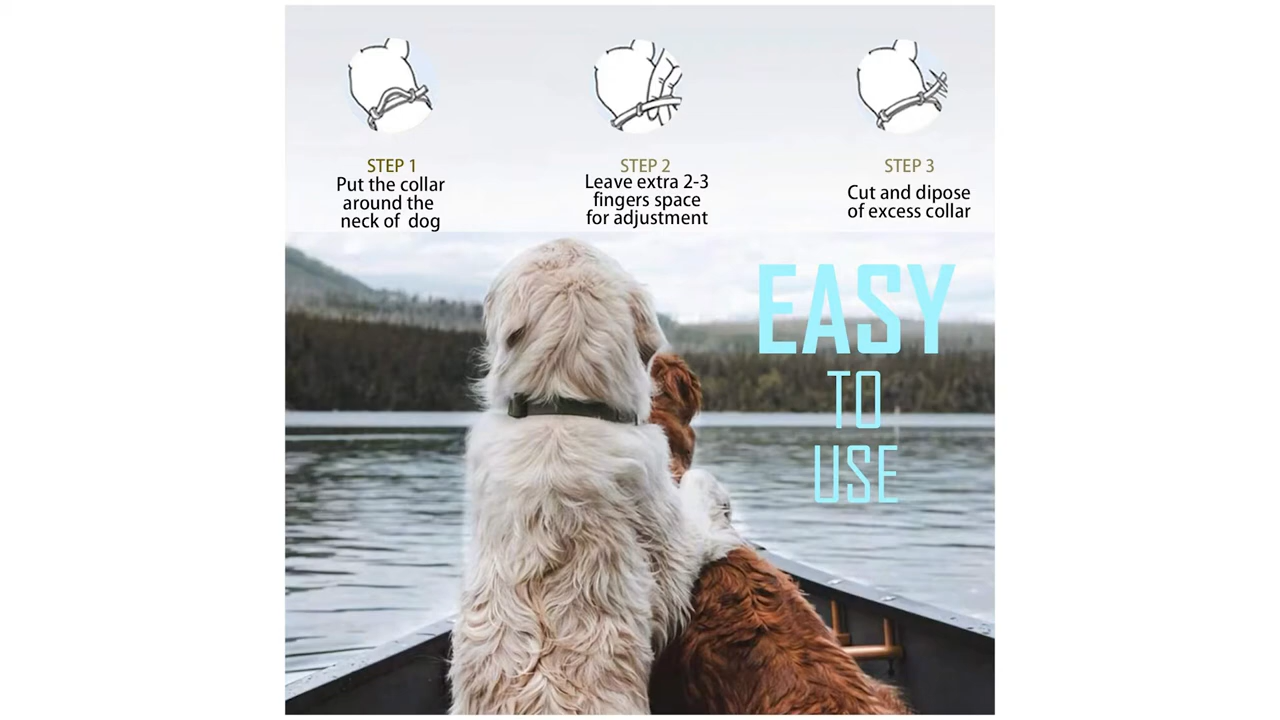 STEP 1
Put the collar
around the
neck of dog
STEP 2
Leave extra 2-3
fingers space
for adjustment
STEP 3
Cut and dipose
of excess collar
EASY
TO
USE